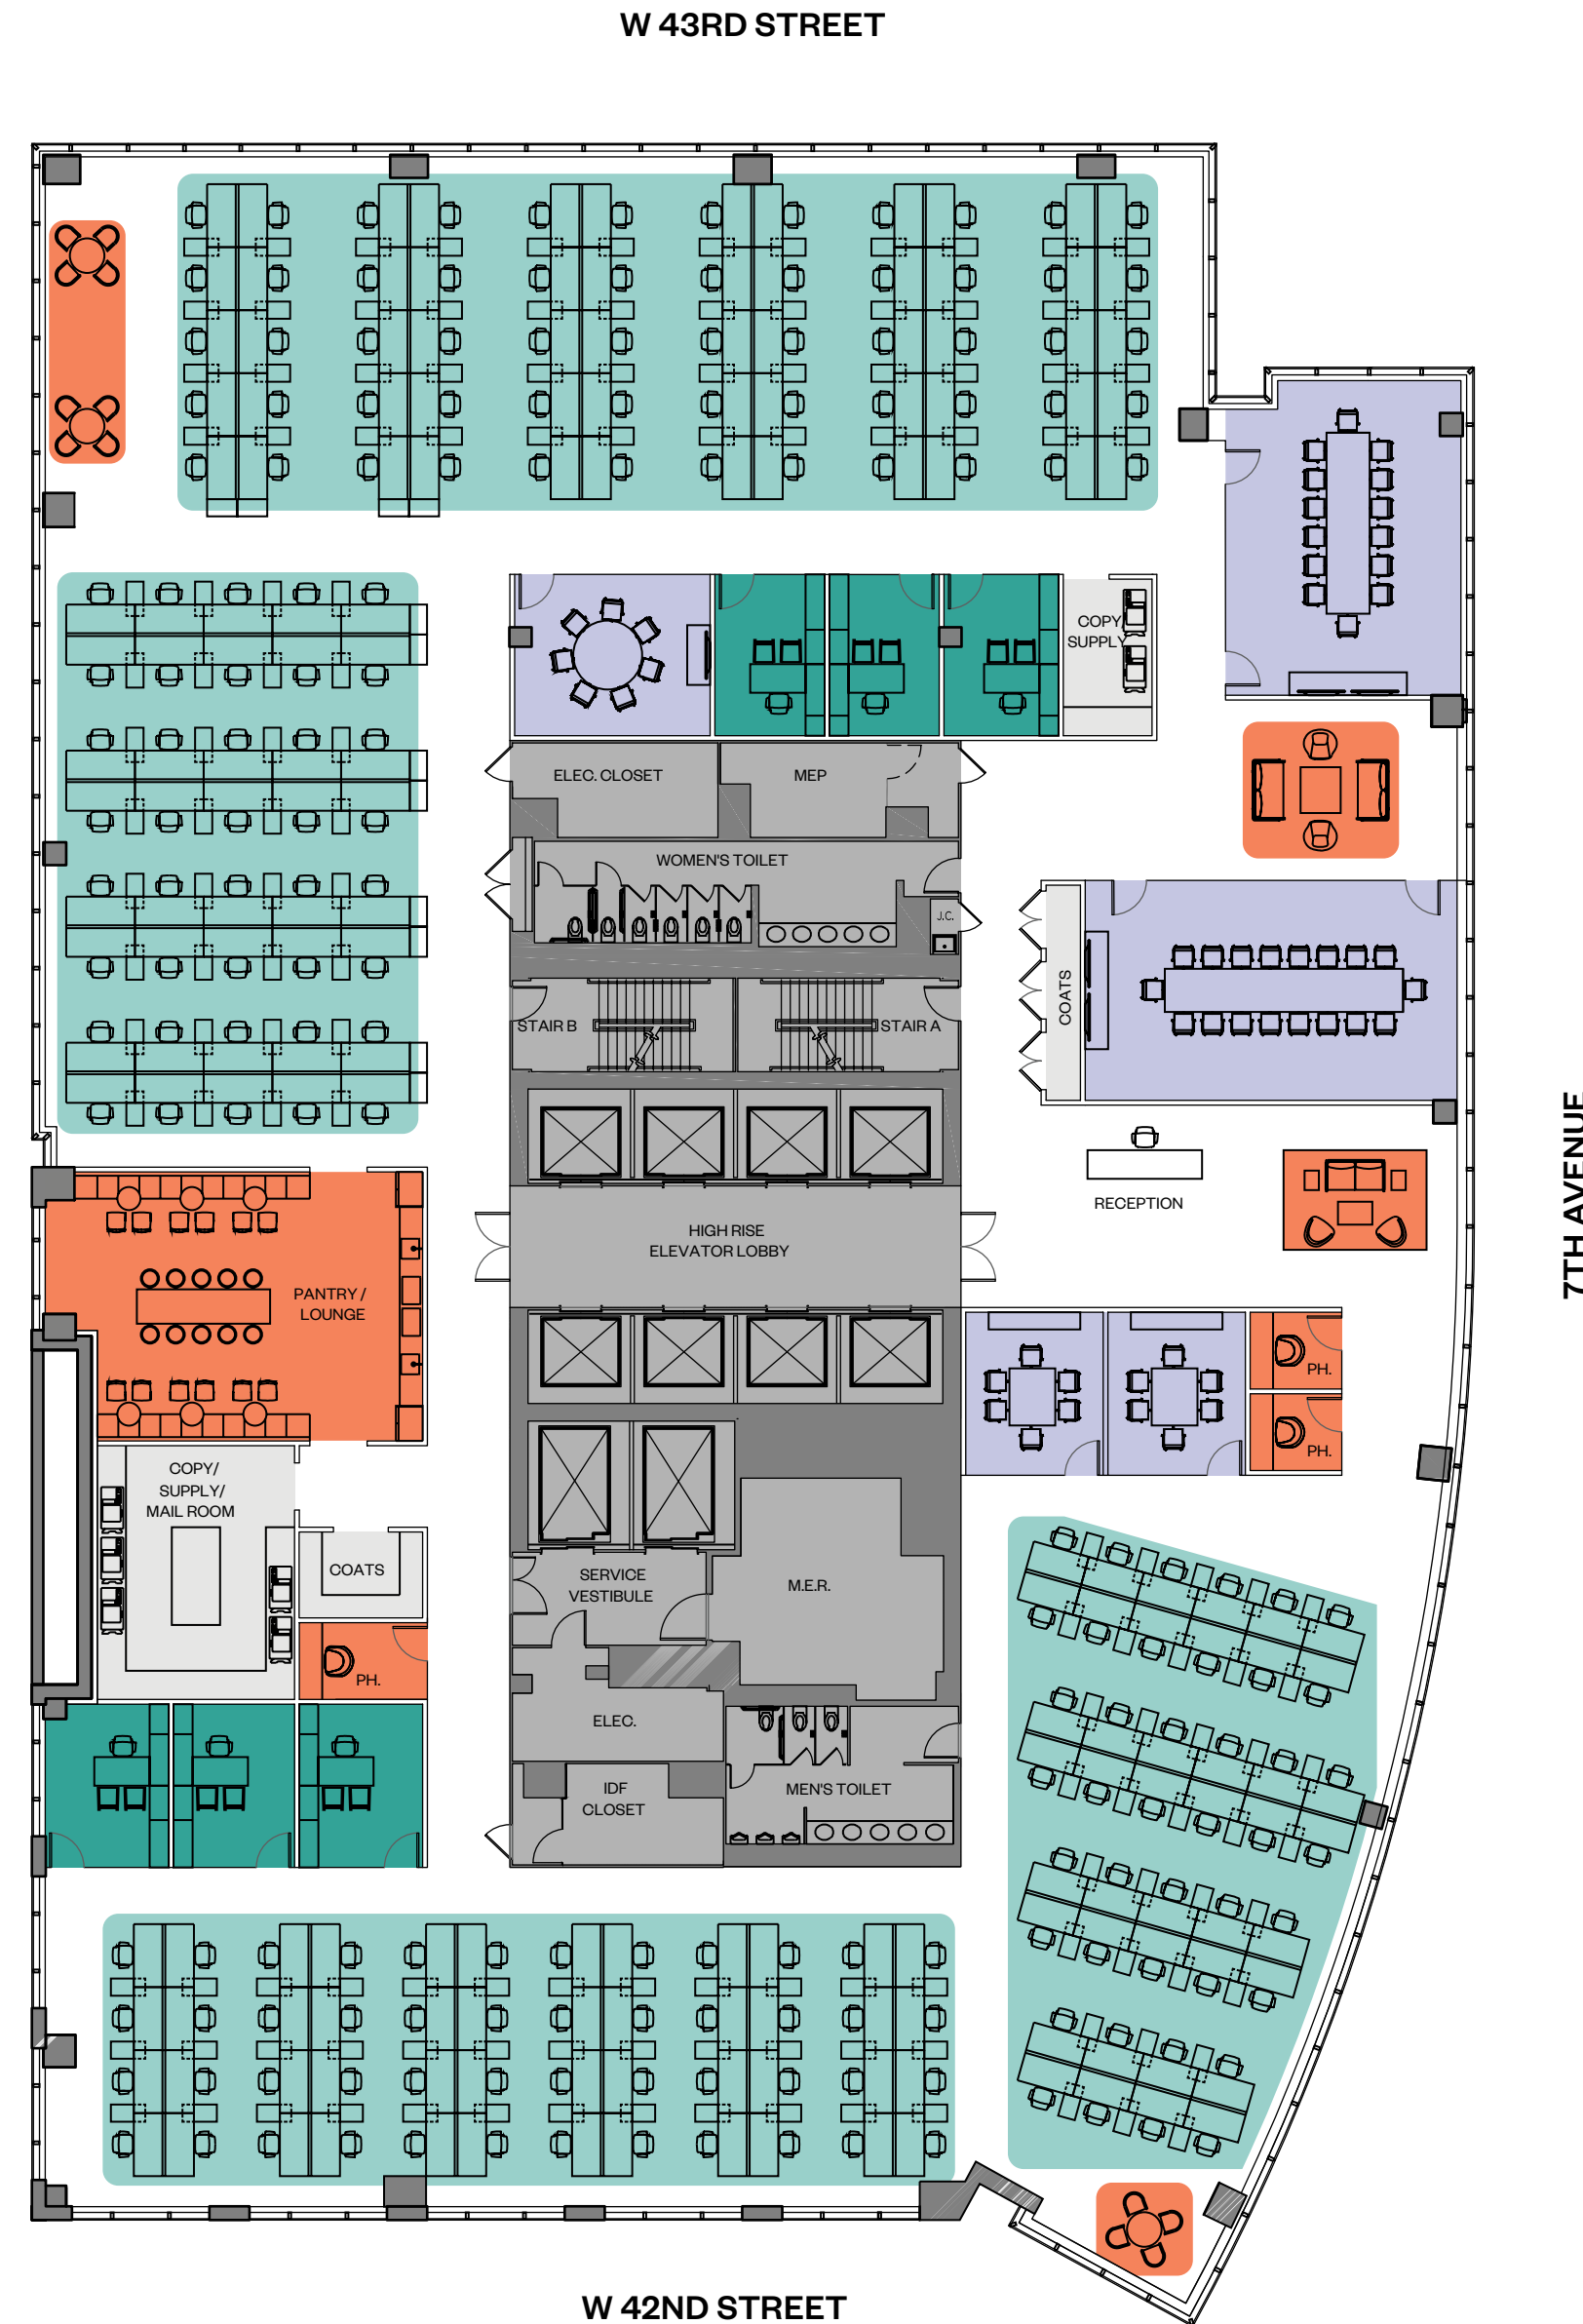 W 43RD STREET
COPY
SUPPLY
ELEC. CLOSET
MEP
WOMEN'S TOILET
J.C.
COATS
STAIR B
STAIR A
7TH AVENUE
RECEPTION
HIGH RISE
ELEVATOR LOBBY
PANTRY /
LOUNGE
PH.
PH.
COPY/
SUPPLY/
MAIL ROOM
COATS
SERVICE
VESTIBULE
M.E.R.
PH.
ELEC.
IDF
CLOSET
MEN'S TOILET
W 42ND STREET